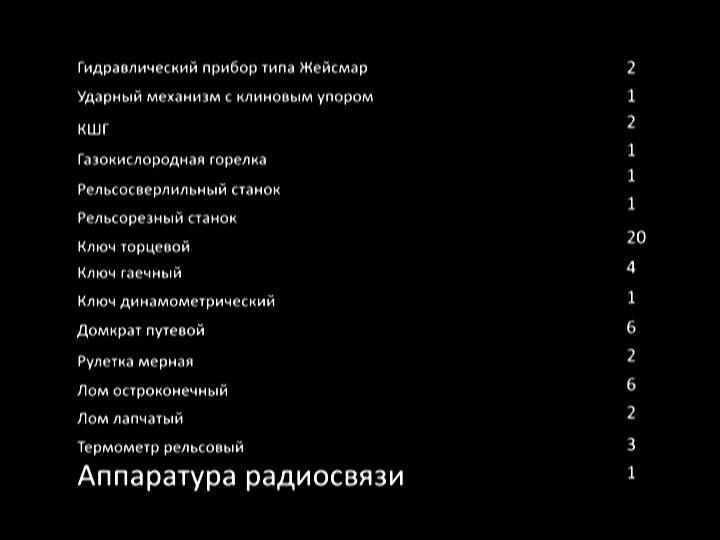 Гидравлический прибор типа Жейсмар 2
Ударный механизм с клиновым упором 1
КШГ 2
Газокислородная горелка 1
Рельсосверлильный станок 1
Рельсорезный станок 1
Ключ торцевой 20
Ключ гаечный 4
Ключ динамометрический 1
Домкрат путевой 6
Рулетка мерная 2
Лом остроконечный 6
Лом лапчатый 2
Термометр рельсовый 3
Аппаратура радиосвязи 1